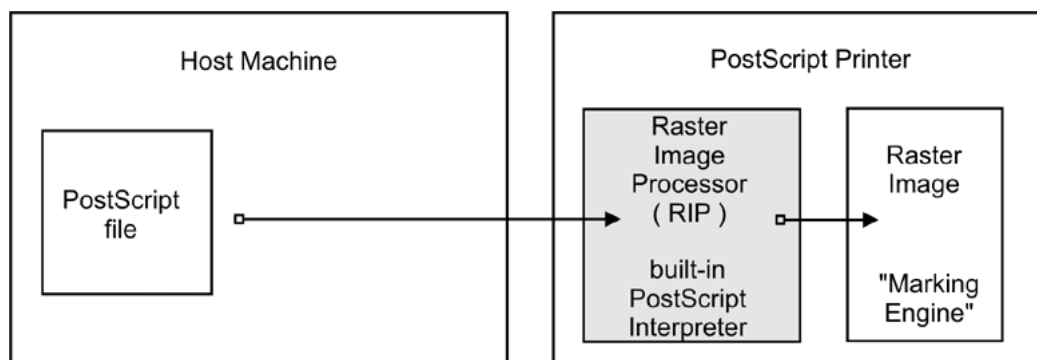 Host Machine
PostScript
file
PostScript Printer
Raster
Image
Processor
( RIP )
built-in
PostScript
Interpreter
Raster
Image
"Marking
Engine"